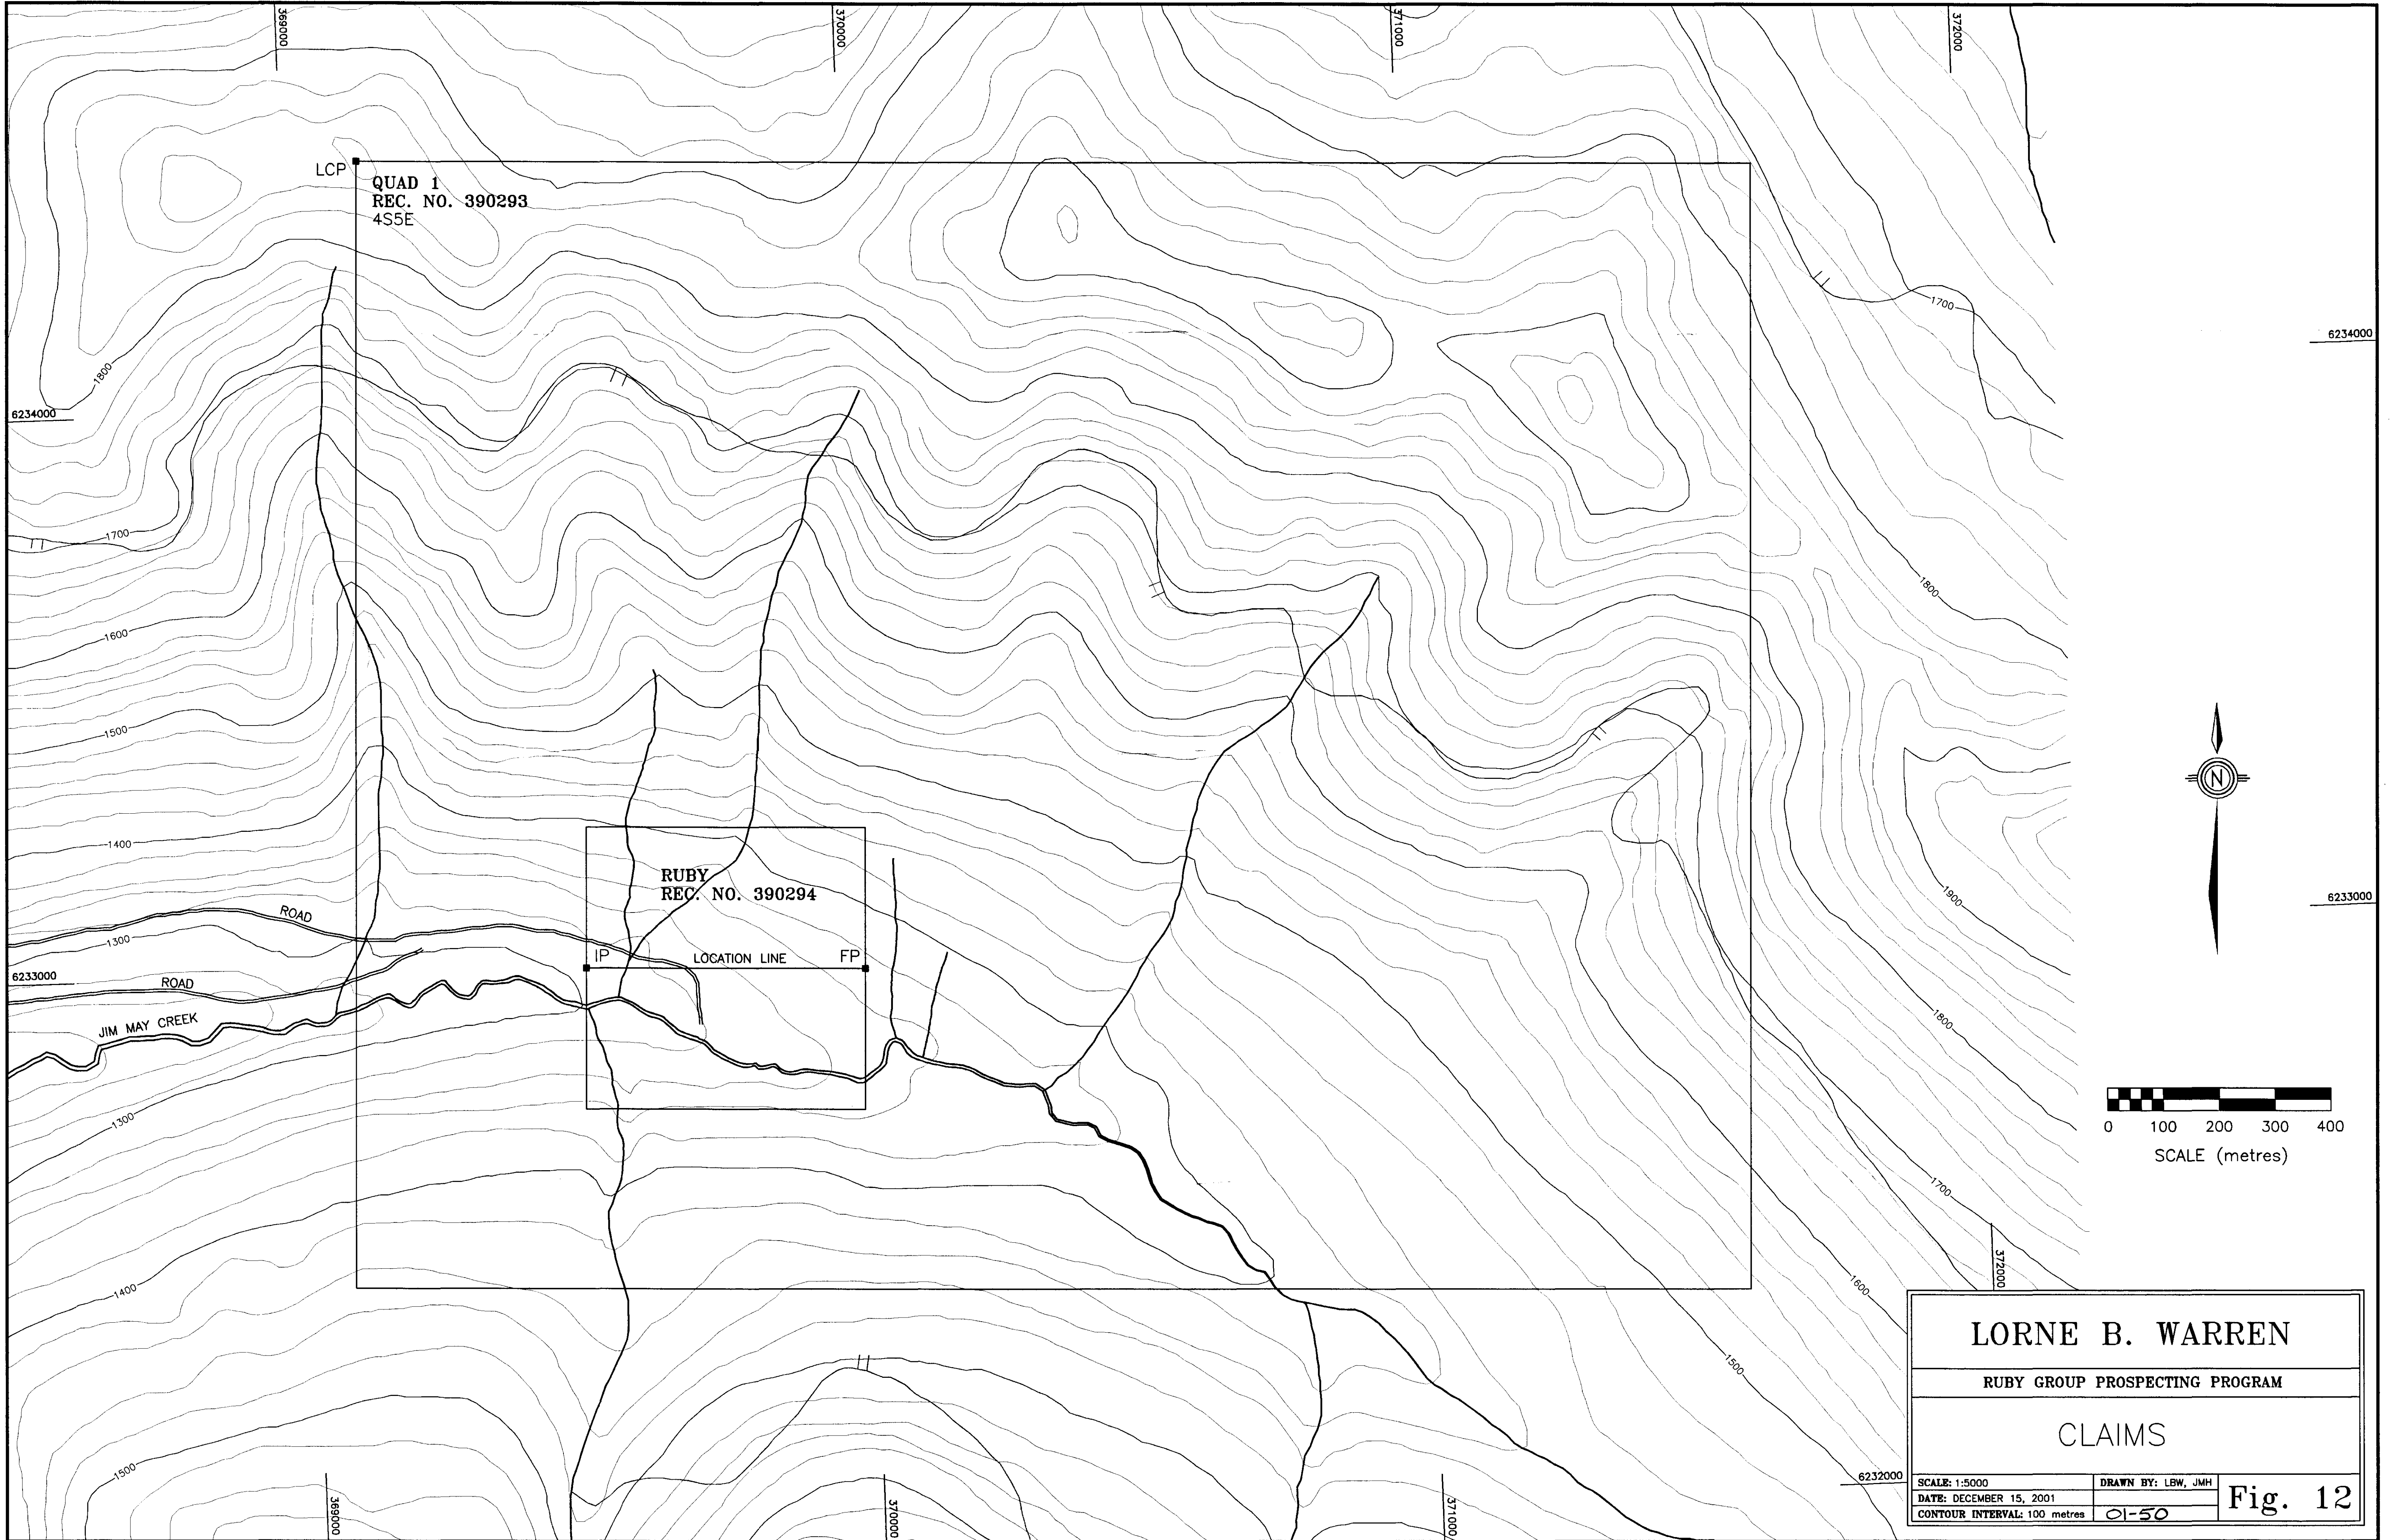 369000
370000
371000
372000
LCP
QUAD 1
REC. NO. 390293
4S5E
1700
6234000
1800
6234000
1700
1800
1600
1500
1400
RUBY
REC. NO. 390294
1900
6233000
ROAD
1300
IP
LOCATION LINE
FP
6233000
ROAD
1800
JIM MAY CREEK
1300
0 100 200 300 400
SCALE (metres)
1700
372000
1400
1600
1500
1500
LORNE B. WARREN
RUBY GROUP PROSPECTING PROGRAM
CLAIMS
6232000
SCALE: 1:5000
DRAWN BY: LBW, JMH
DATE: DECEMBER 15, 2001
CONTOUR INTERVAL: 100 metres
01-50
Fig. 12
369000
370000
371000
N